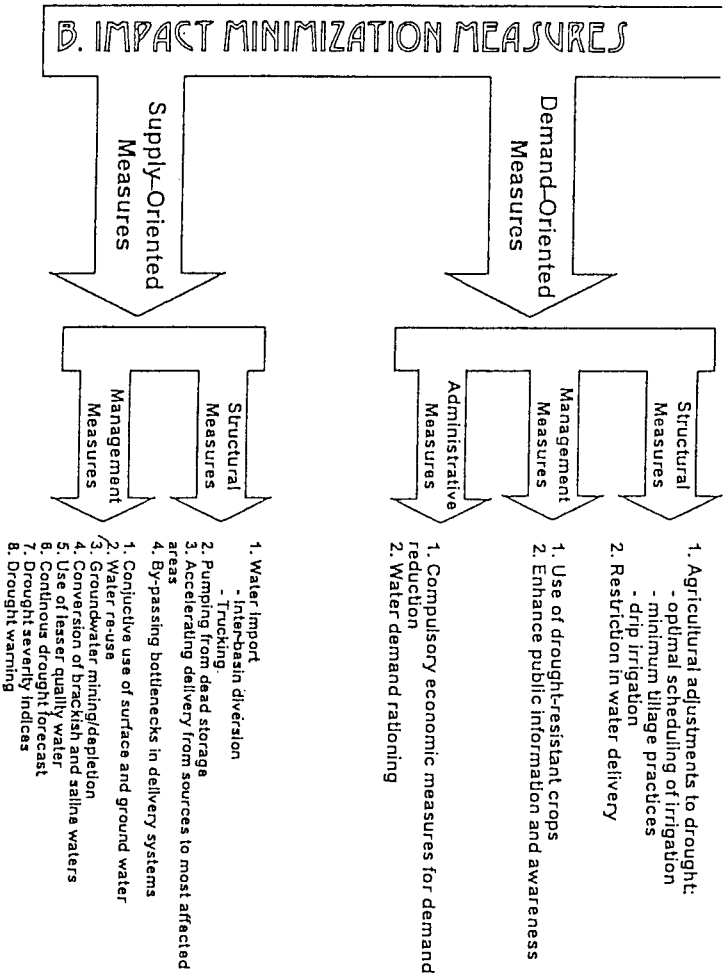 B. IMPACT MINIMIZATION MEASURES
Demand-Oriented
Measures
Structural
Measures
1. Agricultural adjustments to drought:
- optimal scheduling of irrigation
- minimum tillage practices
- drip irrigation
2. Restriction in water delivery
Management
Measures
1. Use of drought-resistant crops
2. Enhance public information and awareness
Administrative
Measures
1. Compulsory economic measures for demand
reduction
2. Water demand rationing
Supply-Oriented
Measures
Structural
Measures
1. Water import
- Inter-basin diversion
- Trucking.
2. Pumping from dead storage
3. Accelerating delivery from sources to most affected
areas
4. By-passing bottlenecks in delivery systems
Management
Measures
1. Conjuctive use of surface and ground water
2. Water re-use
3. Groundwater mining/depletion
4. Conversion of brackish and saline waters
5. Use of lesser quality water
6. Continous drought forecast
7. Drought severity indices
8. Drought warning